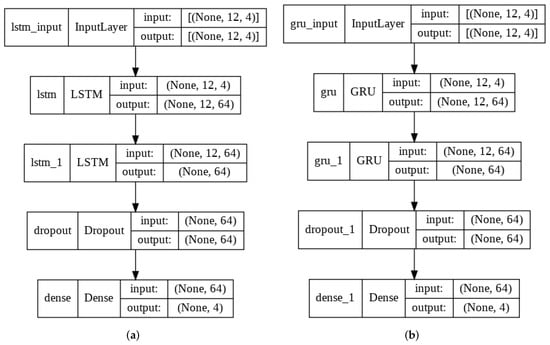 lstm_input InputLayer input: [(None, 12, 4)]
output: [(None, 12, 4)]
lstm LSTM input: (None, 12, 4)
output: (None, 12, 64)
lstm_1 LSTM input: (None, 12, 64)
output: (None, 64)
dropout Dropout input: (None, 64)
output: (None, 64)
dense Dense input: (None, 64)
output: (None, 4)
(a)
gru_input InputLayer input: [(None, 12, 4)]
output: [(None, 12, 4)]
gru GRU input: (None, 12, 4)
output: (None, 12, 64)
gru_1 GRU input: (None, 12, 64)
output: (None, 64)
dropout_1 Dropout input: (None, 64)
output: (None, 64)
dense_1 Dense input: (None, 64)
output: (None, 4)
(b)